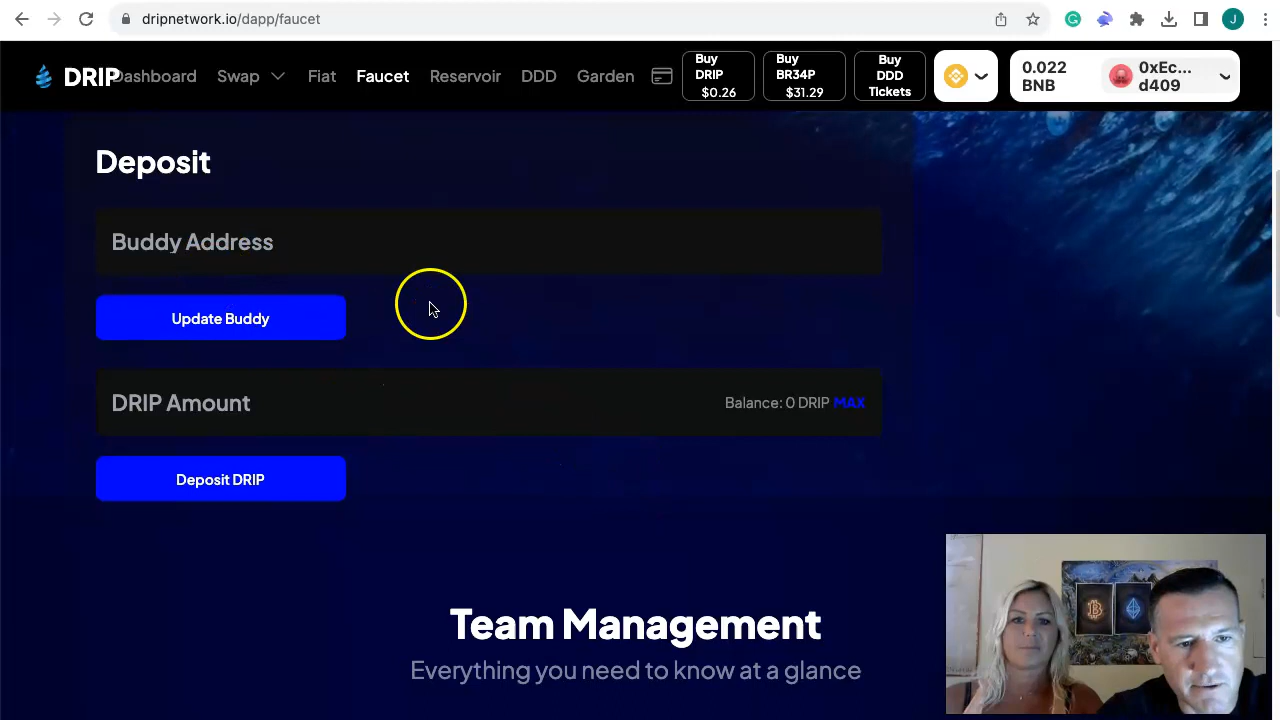 dripnetwork.io/dapp/faucet
J
DRIP
Dashboard
Swap
Fiat
Faucet
Reservoir
DDD
Garden
Buy
DRIP
$0.26
Buy
BR34P
$31.29
Buy
DDD
Tickets
0.022
BNB
0xEc...
d409
Deposit
Buddy Address
Update Buddy
DRIP Amount
Balance: 0 DRIP MAX
Deposit DRIP
Team Management
Everything you need to know at a glance